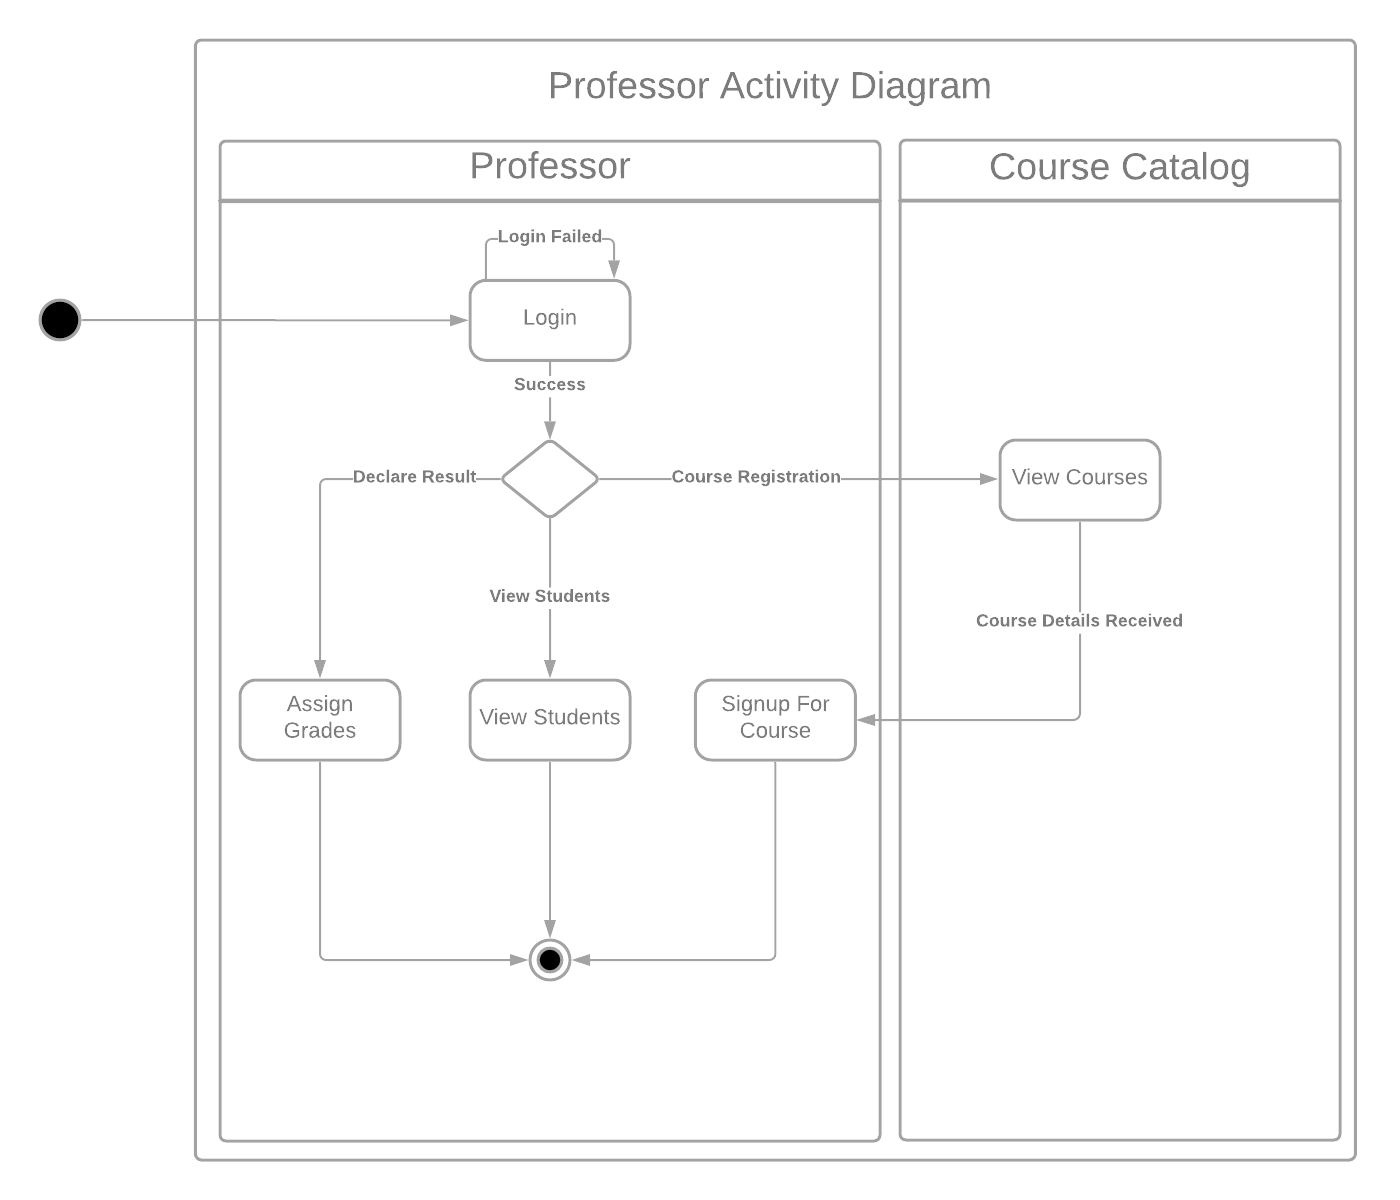 Professor Activity Diagram
Professor
Course Catalog
Login Failed
Login
Success
Declare Result
Course Registration
View Courses
View Students
Course Details Received
Assign
Grades
View Students
Signup For
Course